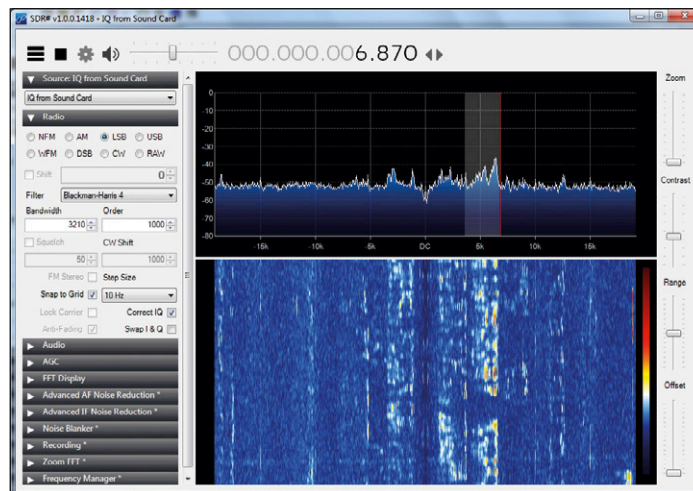 SDR# v1.0.0.1418 - IQ from Sound Card
000.000.006.870
Source: IQ from Sound Card
IQ from Sound Card
Radio
NFM AM LSB USB
WFM DSB CW RAW
Shift 0
Filter Blackman-Harris 4
Bandwidth Order
3210 1000
Squelch CW Shift
50 1000
FM Stereo Step Size
Snap to Grid 10 Hz
Lock Carrier Correct IQ
Anti-Fading Swap I & Q
Audio
AGC
FFT Display
Advanced AF Noise Reduction *
Advanced IF Noise Reduction *
Noise Blanker *
Recording *
Zoom FFT *
Frequency Manager *
0
-10
-20
-30
-40
-50
-60
-70
-80
-15k -10k -5k DC 5k 10k 15k
Zoom
Contrast
Range
Offset